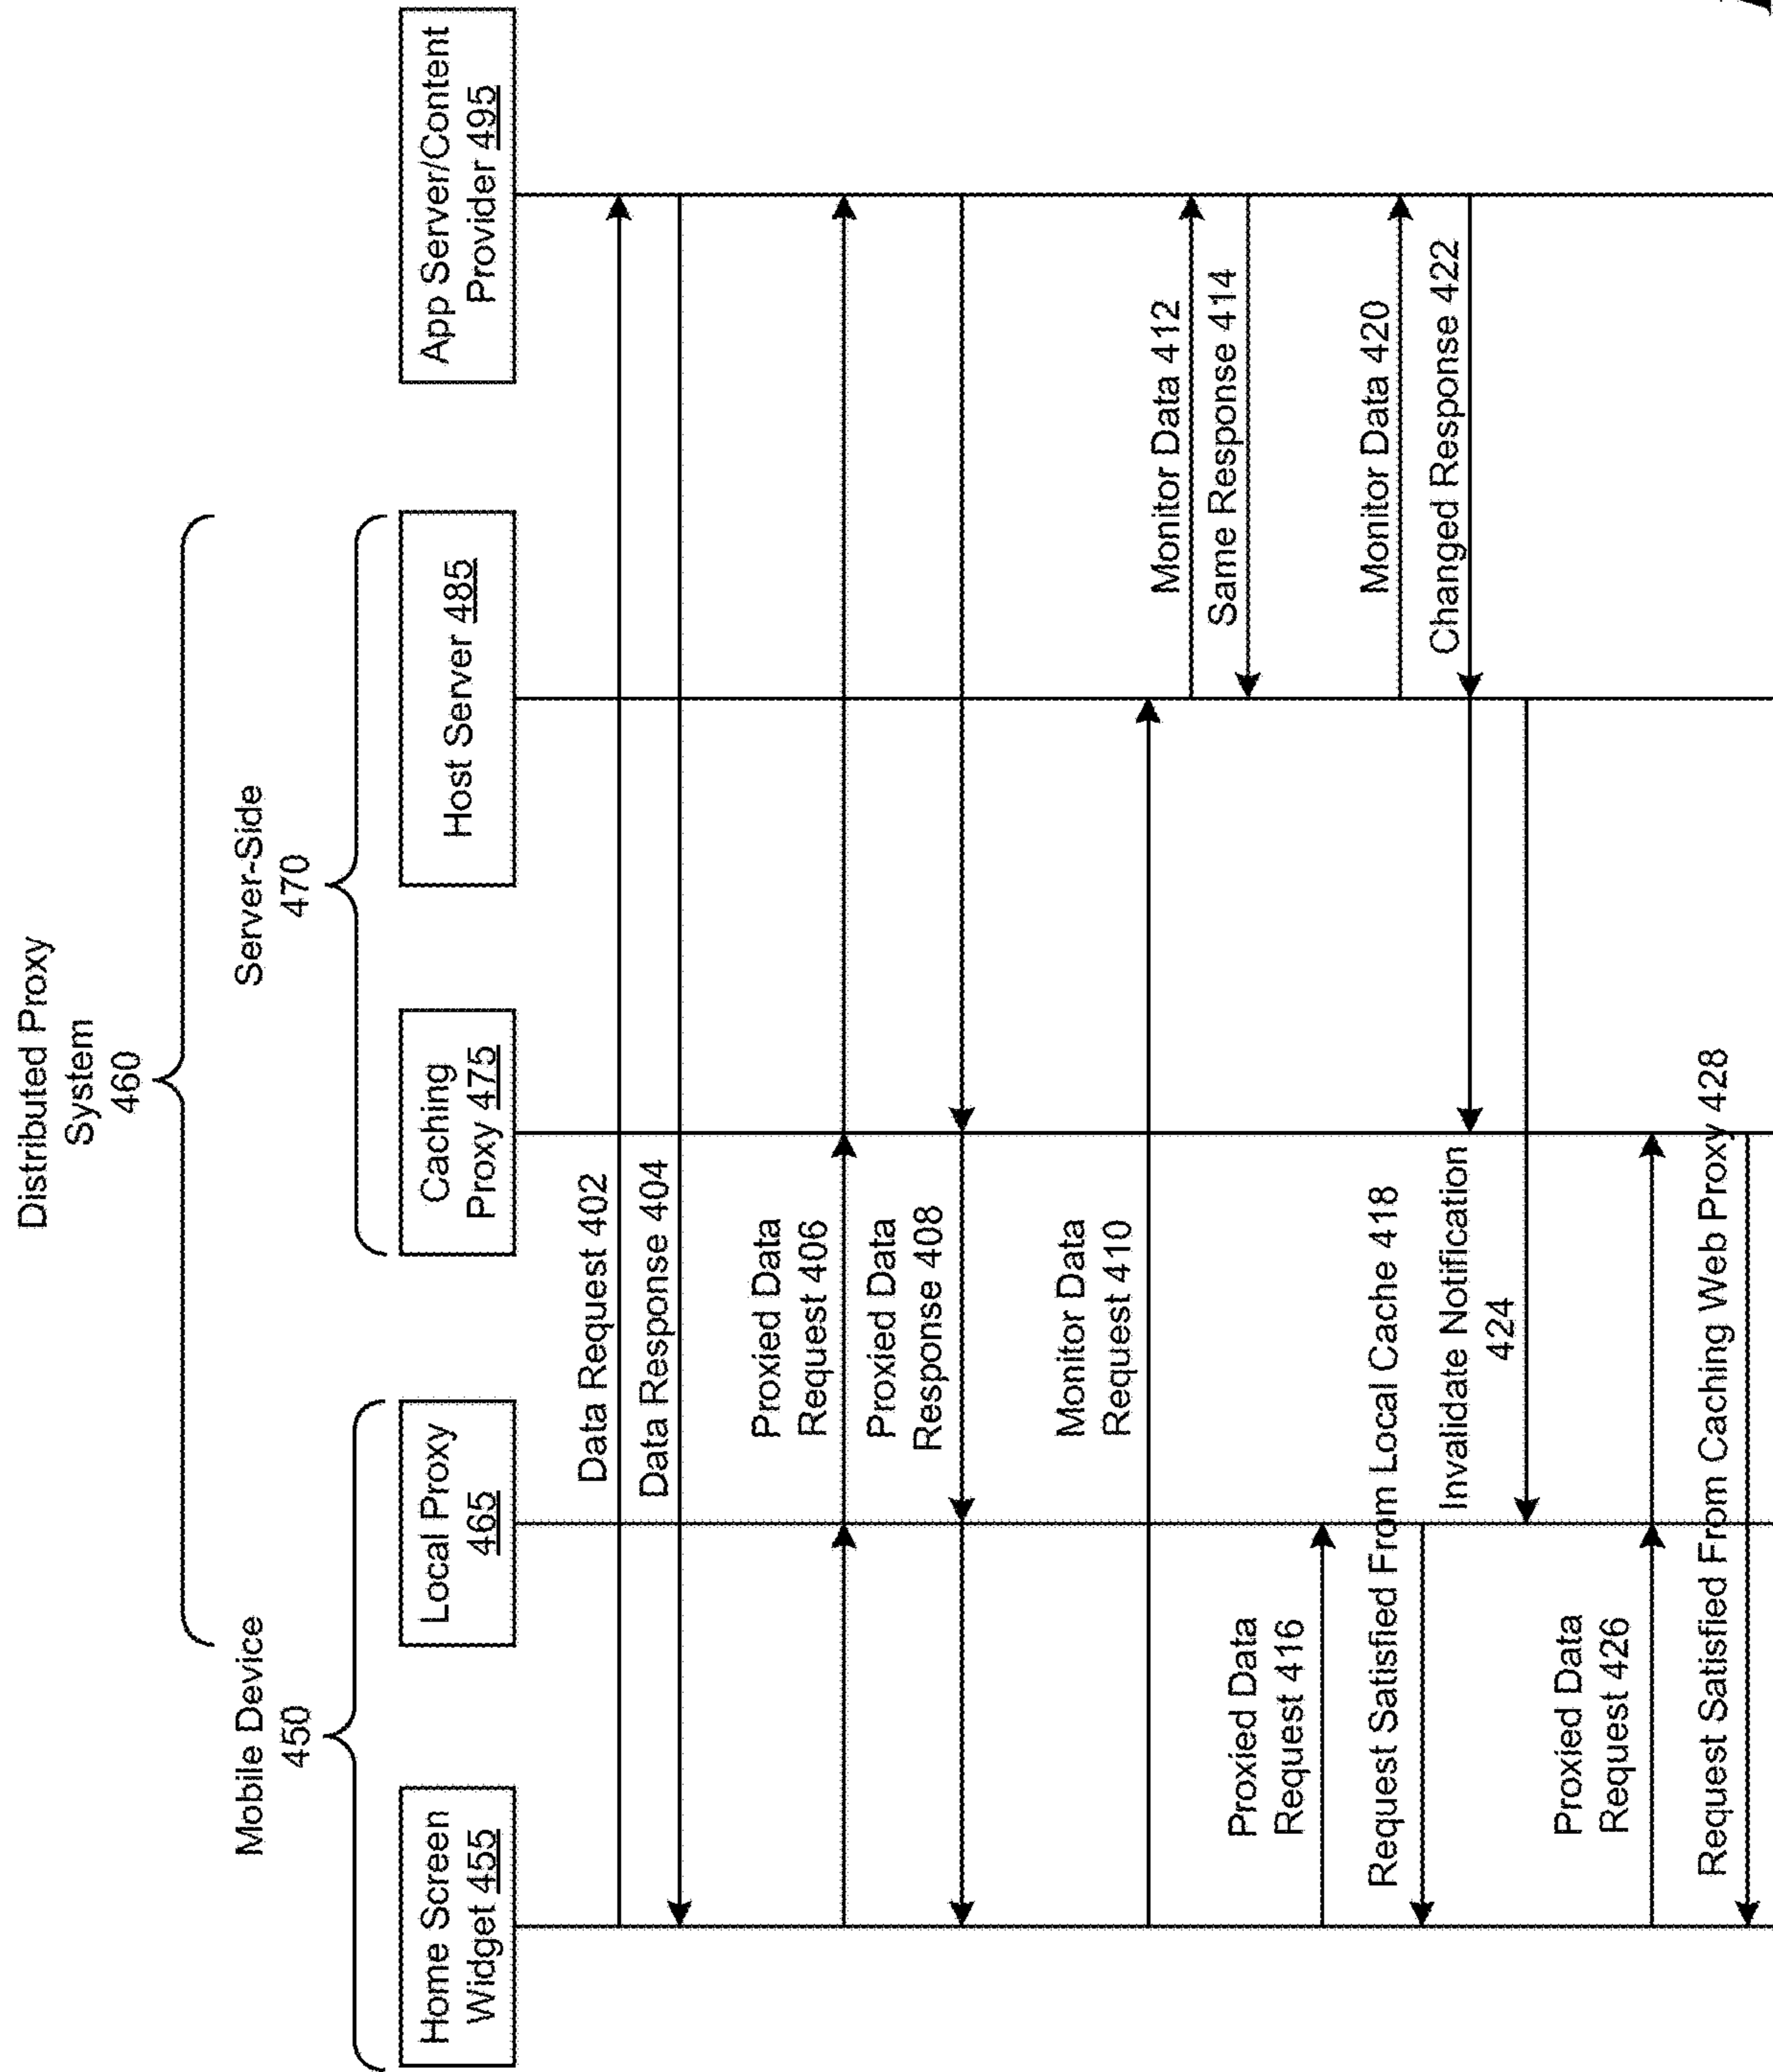 Distributed Proxy
System
460
Mobile Device
450
Server-Side
470
Home Screen
Widget 455
Local Proxy
465
Caching
Proxy 475
Host Server 485
App Server/Content
Provider 495
Data Request 402
Data Response 404
Proxied Data
Request 406
Proxied Data
Response 408
Monitor Data
Request 410
Monitor Data 412
Same Response 414
Proxied Data
Request 416
Request Satisfied From Local Cache 418
Monitor Data 420
Changed Response 422
Invalidate Notification
424
Proxied Data
Request 426
Request Satisfied From Caching Web Proxy 428